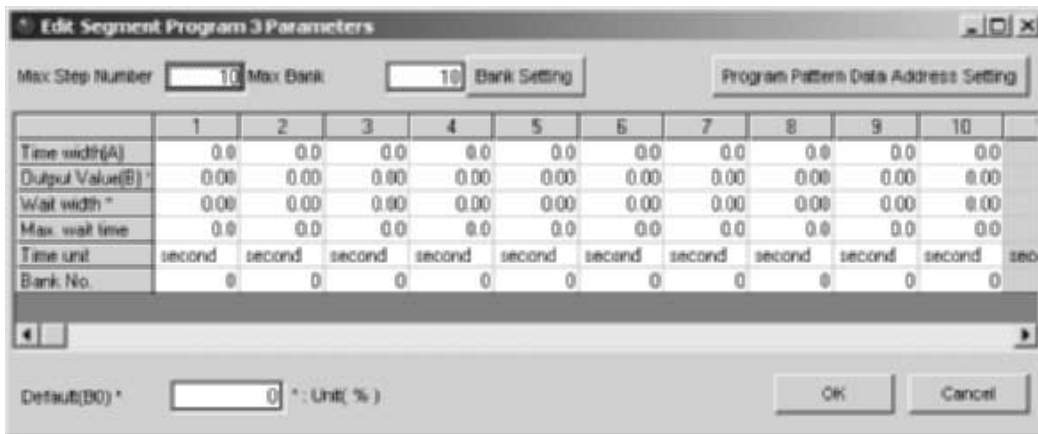 Edit Segment Program 3 Parameters
Max Step Number 10 Max Bank 10 Bank Setting Program Pattern Data Address Setting
1 2 3 4 5 6 7 8 9 10
Time width(A) 0.0 0.0 0.0 0.0 0.0 0.0 0.0 0.0 0.0 0.0
Output Value(B) * 0.00 0.00 0.00 0.00 0.00 0.00 0.00 0.00 0.00 0.00
Wait width * 0.00 0.00 0.00 0.00 0.00 0.00 0.00 0.00 0.00 0.00
Max. wait time 0.0 0.0 0.0 0.0 0.0 0.0 0.0 0.0 0.0 0.0
Time unit second second second second second second second second second second seco
Bank No. 0 0 0 0 0 0 0 0 0 0
Default(B0) * 0 * : Unit( % ) OK Cancel